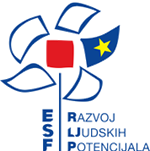 ESF
RAZVOJ
LJUDSKIH
POTENCIJALA